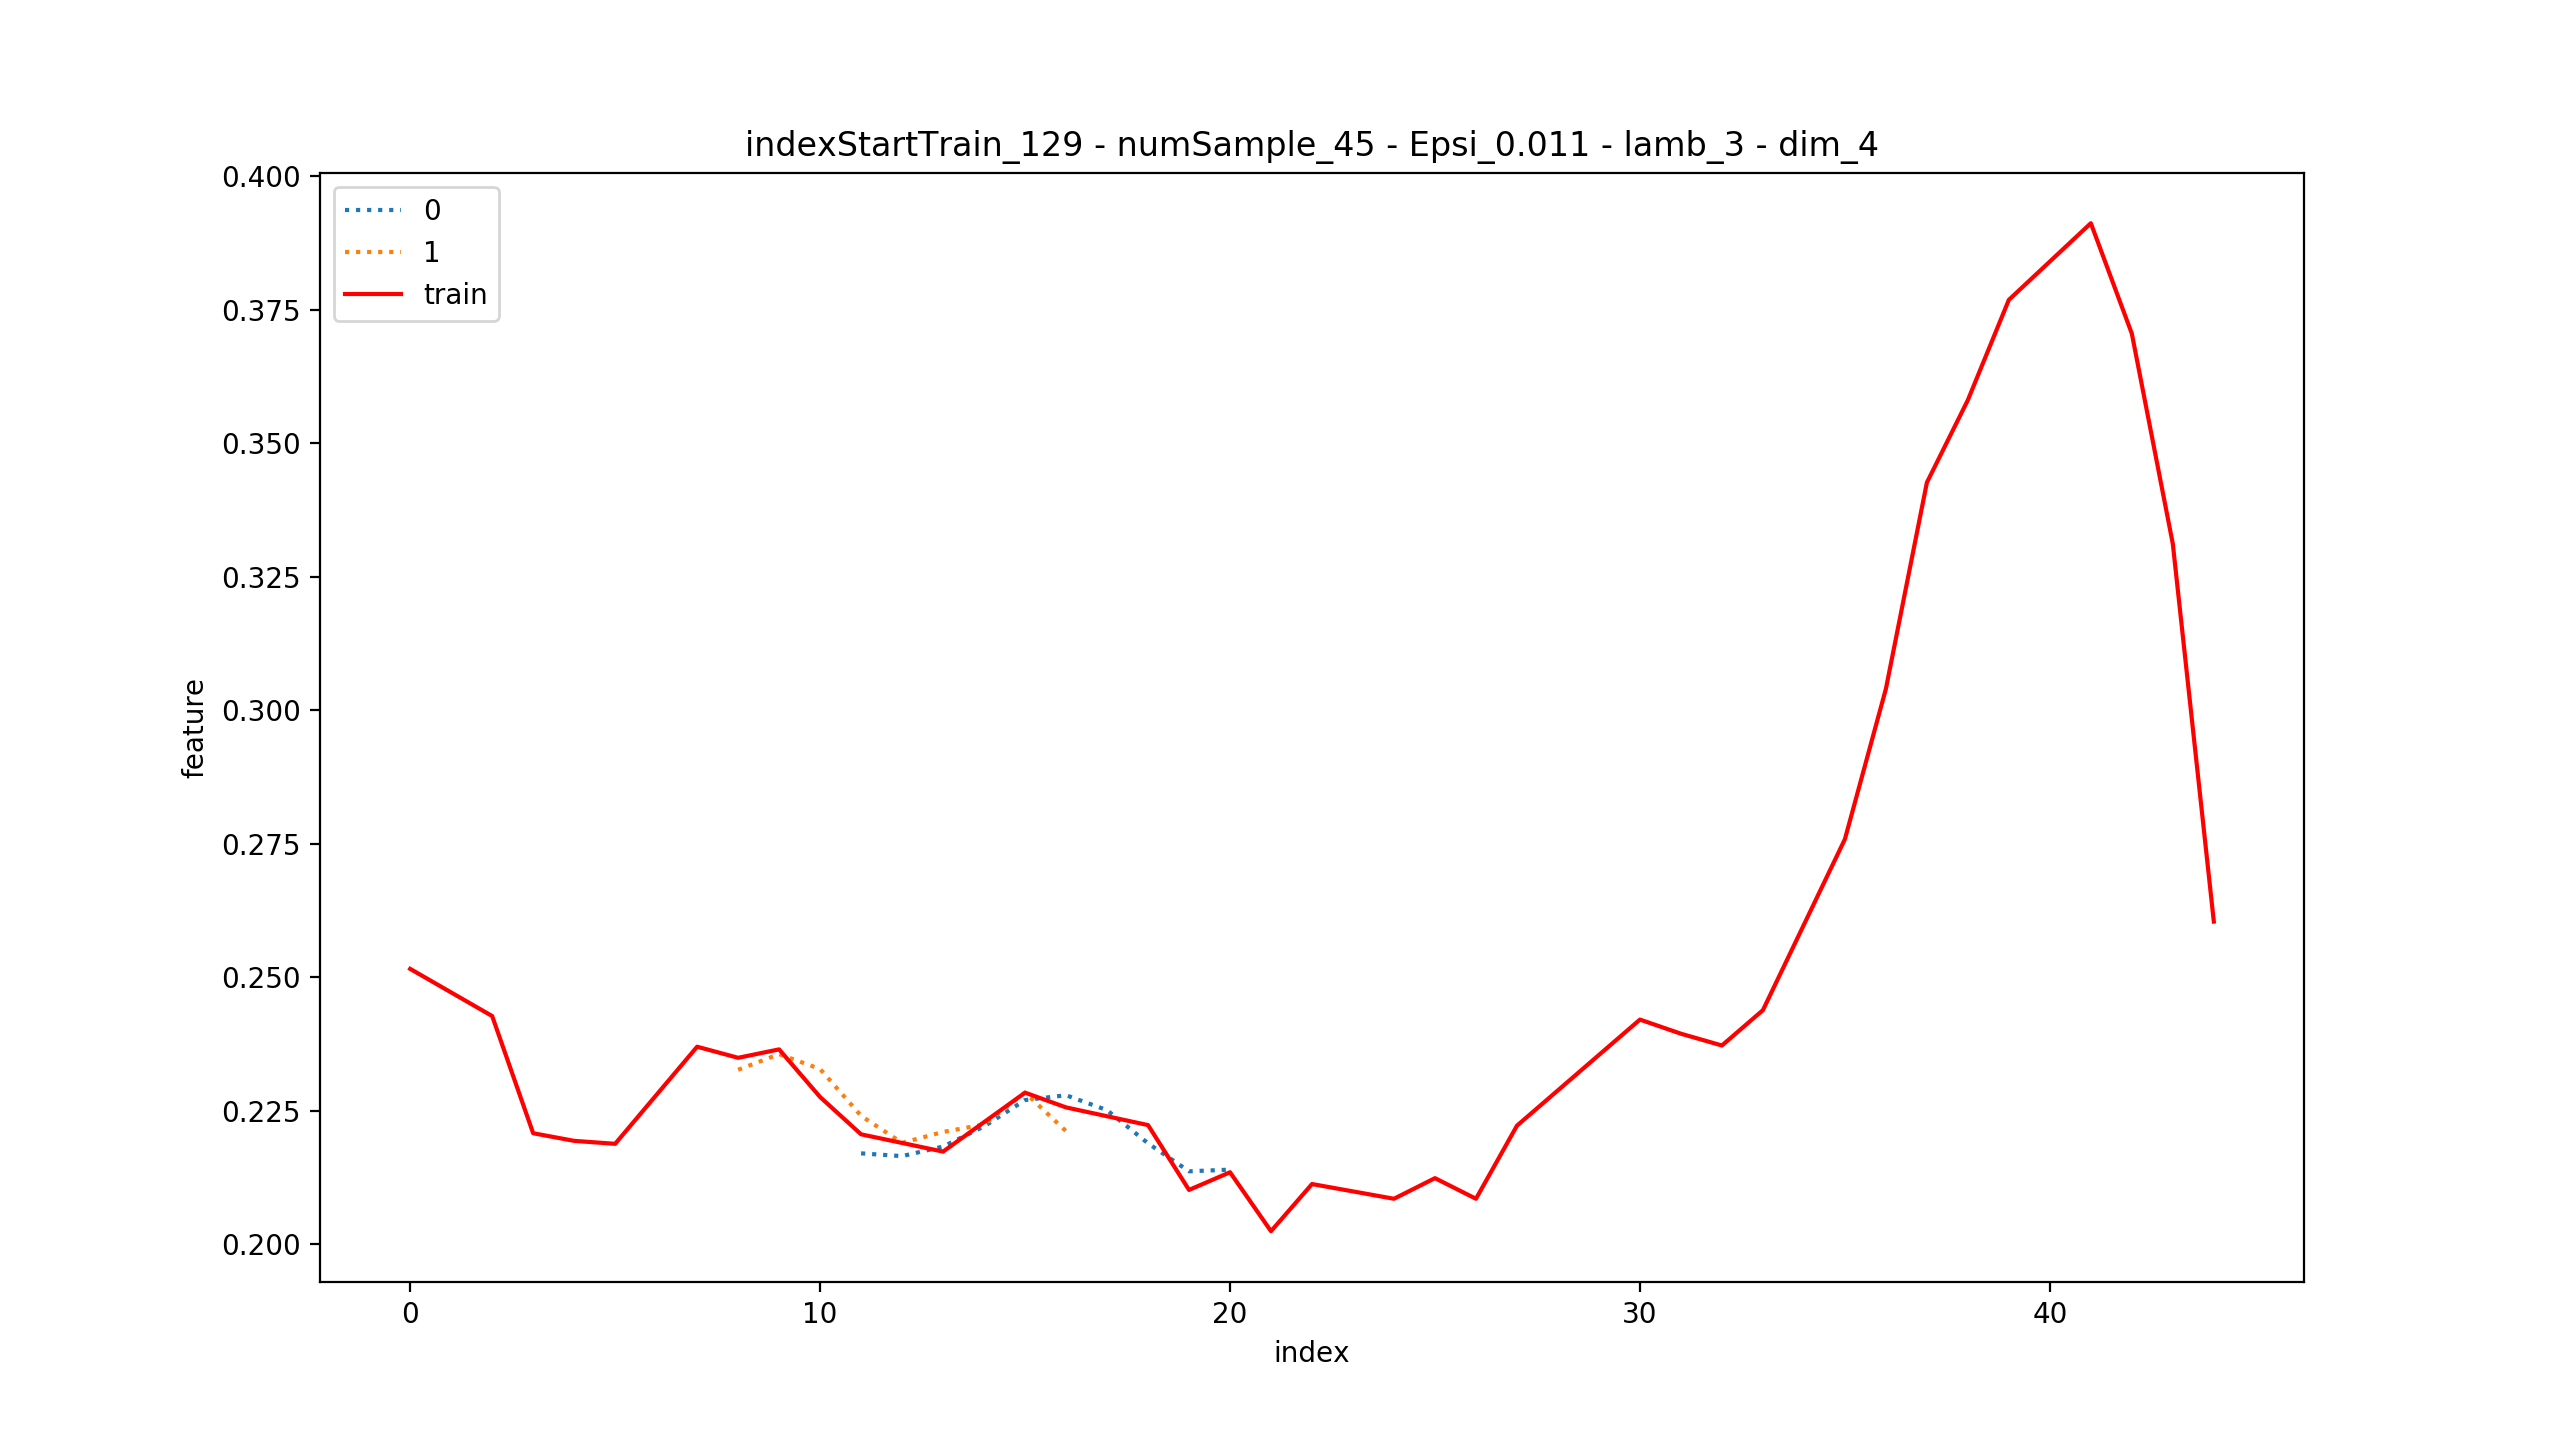 indexStartTrain_129 - numSample_45 - Epsi_0.011 - lamb_3 - dim_4
0.400
0.375
0.350
0.325
0.300
0.275
0.250
0.225
0.200
feature
0
1
train
0 10 20 30 40
index